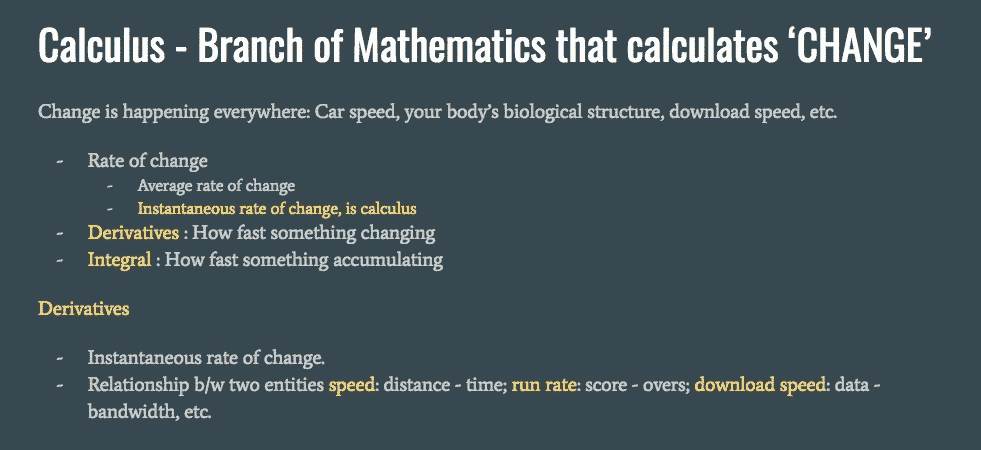 Calculus - Branch of Mathematics that calculates ‘CHANGE’
Change is happening everywhere: Car speed, your body’s biological structure, download speed, etc.
- Rate of change
- Average rate of change
- Instantaneous rate of change, is calculus
- Derivatives : How fast something changing
- Integral : How fast something accumulating
Derivatives
- Instantaneous rate of change.
- Relationship b/w two entities speed: distance - time; run rate: score - overs; download speed: data -
bandwidth, etc.